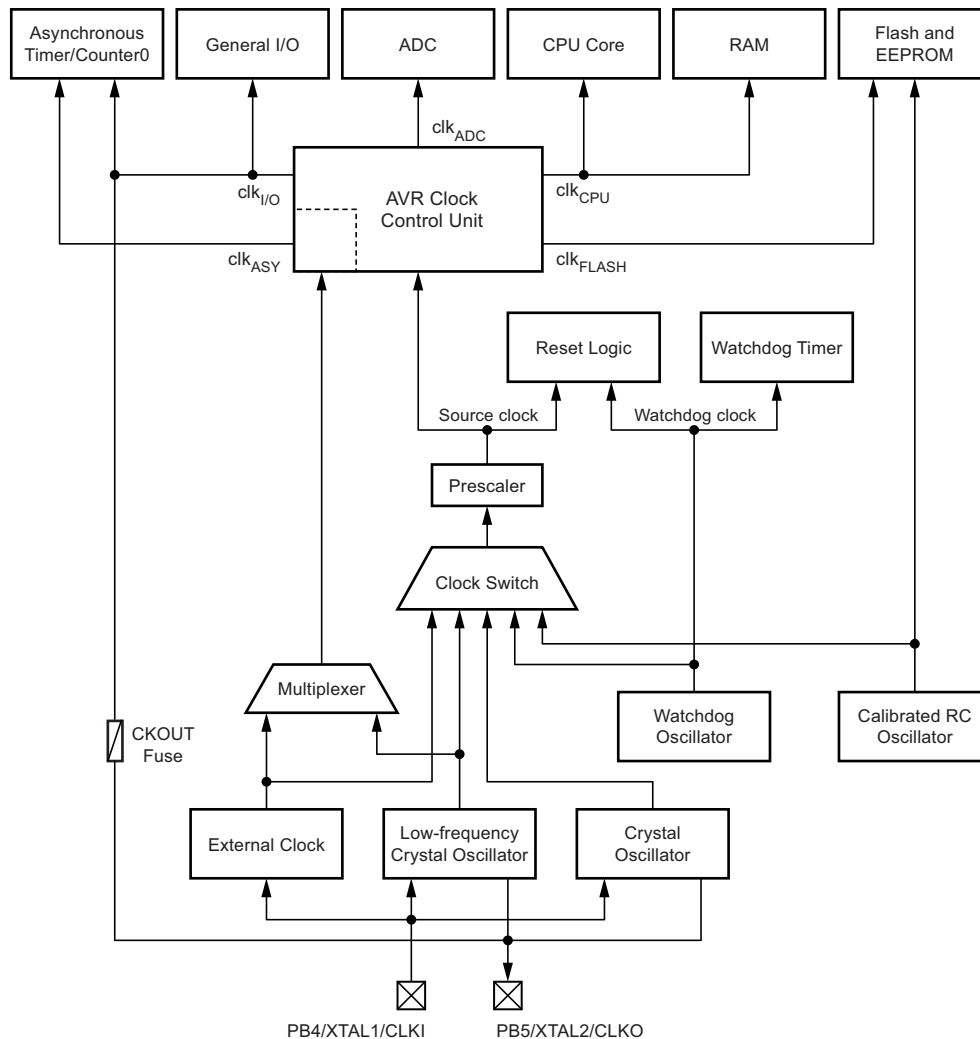 Asynchronous
Timer/Counter0
General I/O
ADC
CPU Core
RAM
Flash and
EEPROM
clkADC
clkI/O
AVR Clock
Control Unit
clkCPU
clkASY
clkFLASH
Reset Logic
Watchdog Timer
Source clock
Watchdog clock
Prescaler
Clock Switch
Multiplexer
CKOUT
Fuse
Watchdog
Oscillator
Calibrated RC
Oscillator
External Clock
Low-frequency
Crystal Oscillator
Crystal
Oscillator
PB4/XTAL1/CLKI
PB5/XTAL2/CLKO